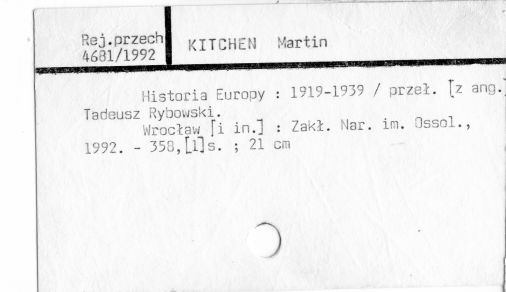 Rej.przech
4681/1992
KITCHEN Martin
Historia Europy : 1919-1939 / przeł. [z ang.]
Tadeusz Rybowski.
Wrocław [i in.] : Zakł. Nar. im. Ossol.,
1992. - 358,[1]s. ; 21 cm